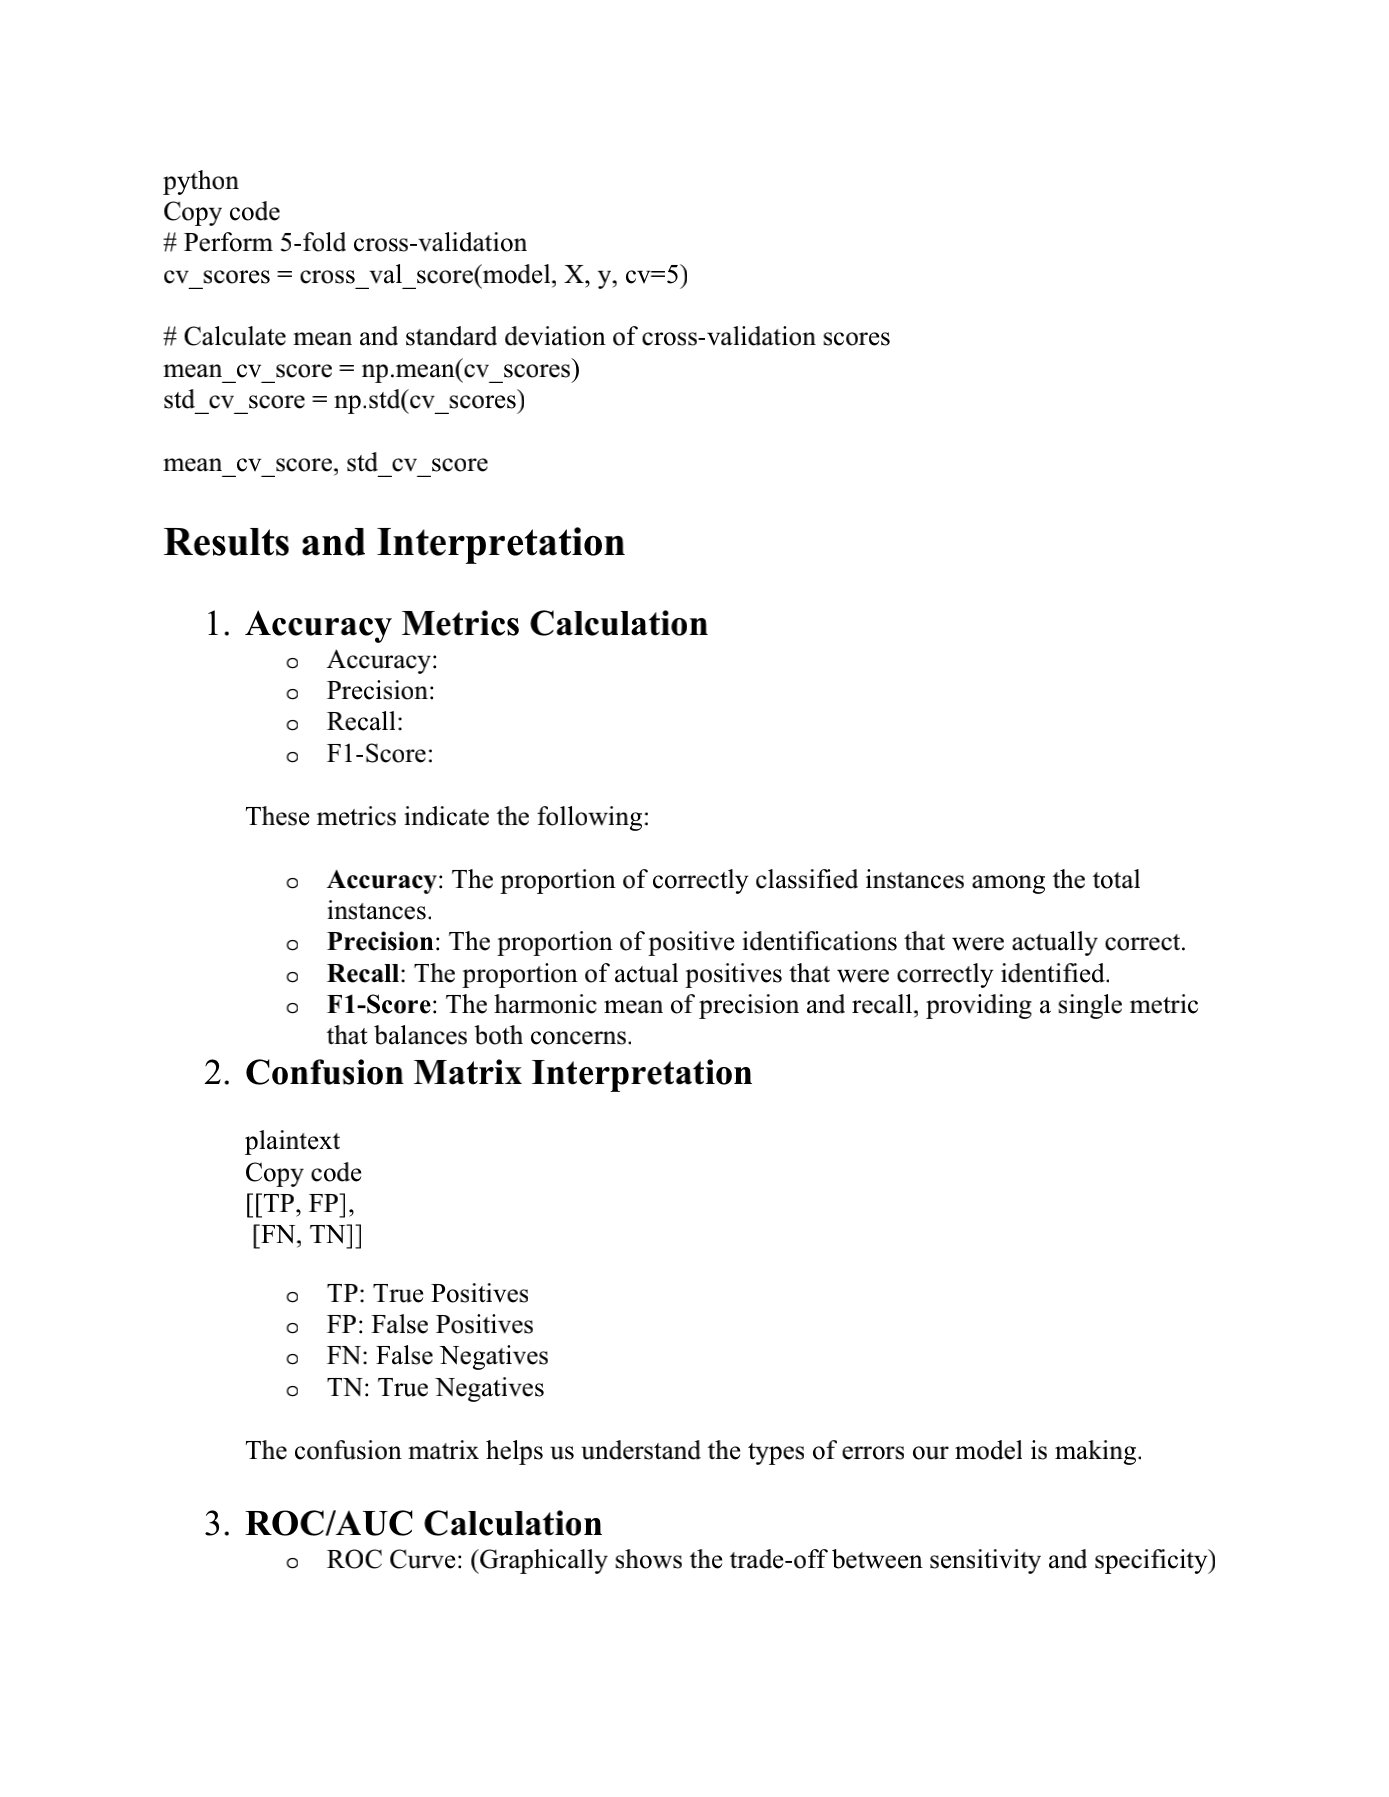 python
Copy code
# Perform 5-fold cross-validation
cv_scores = cross_val_score(model, X, y, cv=5)
# Calculate mean and standard deviation of cross-validation scores
mean_cv_score = np.mean(cv_scores)
std_cv_score = np.std(cv_scores)
mean_cv_score, std_cv_score
Results and Interpretation
1. Accuracy Metrics Calculation
o Accuracy:
o Precision:
o Recall:
o F1-Score:
These metrics indicate the following:
o Accuracy: The proportion of correctly classified instances among the total
instances.
o Precision: The proportion of positive identifications that were actually correct.
o Recall: The proportion of actual positives that were correctly identified.
o F1-Score: The harmonic mean of precision and recall, providing a single metric
that balances both concerns.
2. Confusion Matrix Interpretation
plaintext
Copy code
[[TP, FP],
[FN, TN]]
o TP: True Positives
o FP: False Positives
o FN: False Negatives
o TN: True Negatives
The confusion matrix helps us understand the types of errors our model is making.
3. ROC/AUC Calculation
o ROC Curve: (Graphically shows the trade-off between sensitivity and specificity)